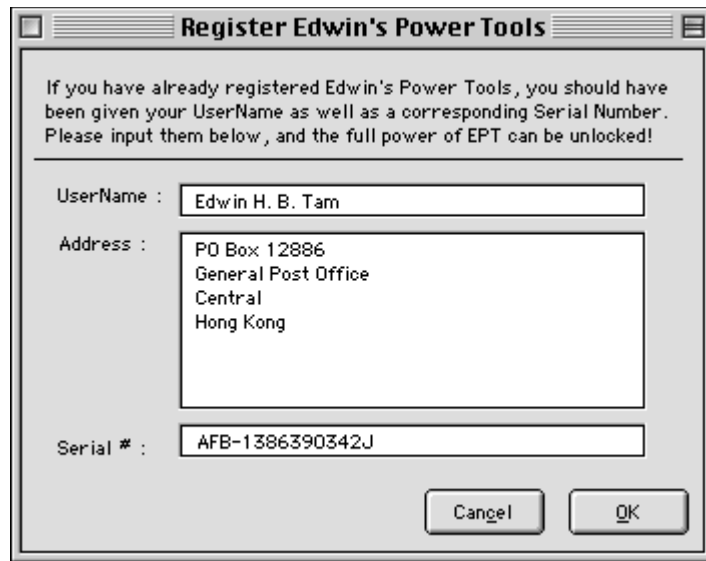 Register Edwin's Power Tools
If you have already registered Edwin's Power Tools, you should have
been given your UserName as well as a corresponding Serial Number.
Please input them below, and the full power of EPT can be unlocked!
UserName :
Edwin H. B. Tam
Address :
PO Box 12886
General Post Office
Central
Hong Kong
Serial # :
AFB-1386390342J
Cancel
OK